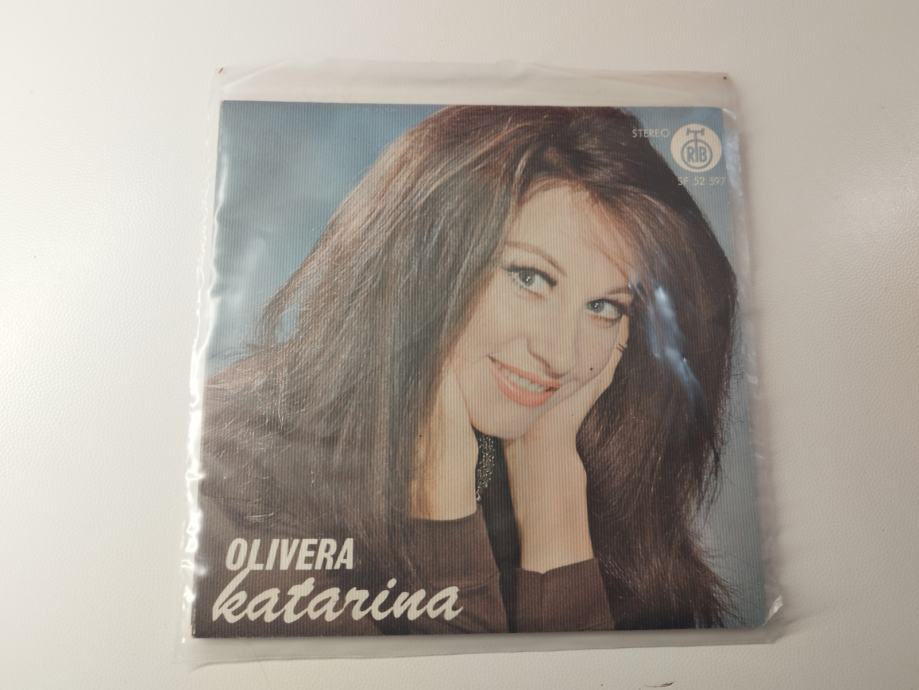 STEREO
RTB
SF 52 597
OLIVERA
katarina